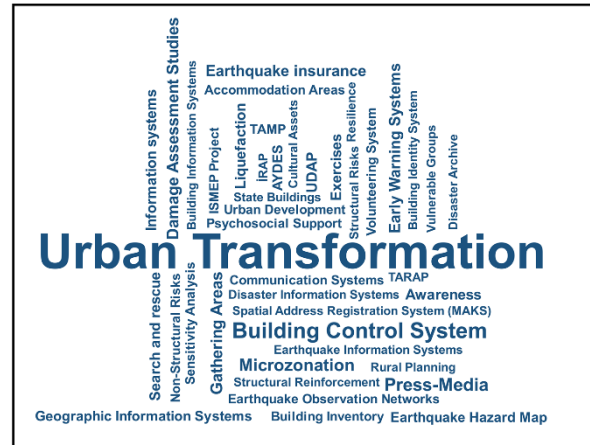 Information systems
Damage Assessment Studies
Building Information Systems
Earthquake insurance
Accommodation Areas
ISMEP Project
Liquefaction
TAMP
İRAP
AYDES
Cultural Assets
UDAP
Exercises
Structural Risks Resilience
Volunteering System
Early Warning Systems
Building Identity System
Vulnerable Groups
Disaster Archive
State Buildings
Urban Development
Psychosocial Support
Urban Transformation
Search and rescue
Non-Structural Risks
Sensitivity Analysis
Gathering Areas
Communication Systems
TARAP
Disaster Information Systems
Awareness
Spatial Address Registration System (MAKS)
Building Control System
Earthquake Information Systems
Microzonation
Rural Planning
Structural Reinforcement
Press-Media
Earthquake Observation Networks
Geographic Information Systems
Building Inventory
Earthquake Hazard Map